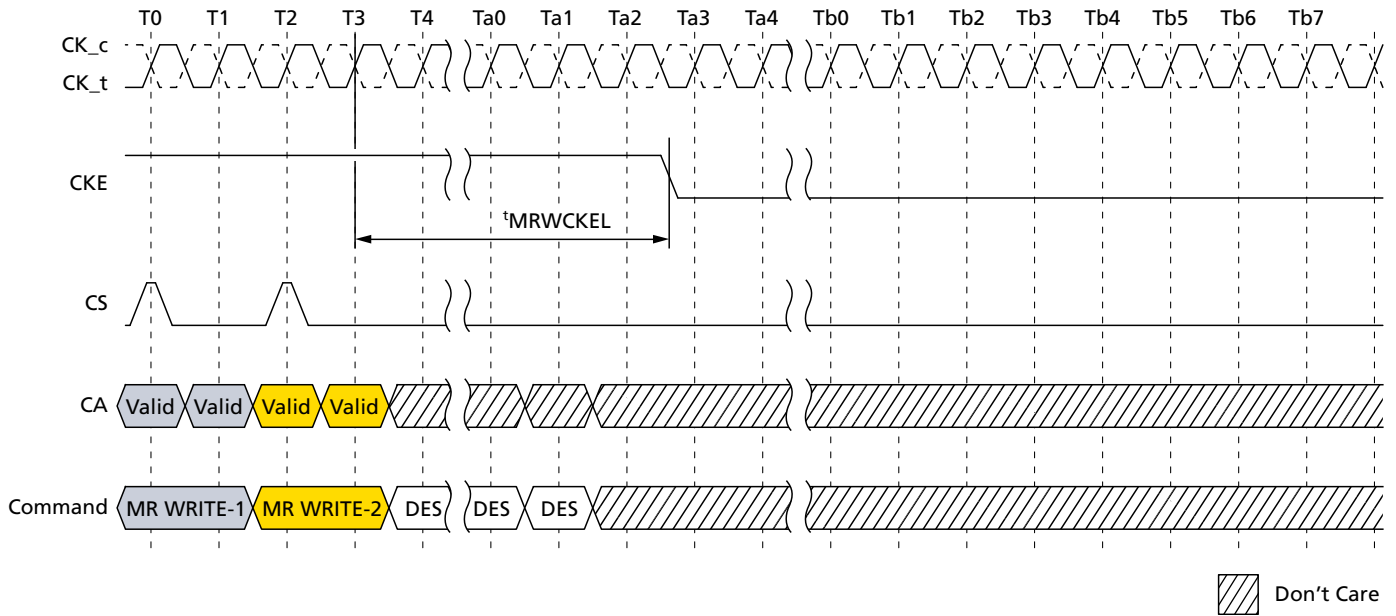 T0 T1 T2 T3 T4 Ta0 Ta1 Ta2 Ta3 Ta4 Tb0 Tb1 Tb2 Tb3 Tb4 Tb5 Tb6 Tb7
CK_c
CK_t
CKE
tMRWCKEL
CS
CA Valid Valid Valid Valid
Command MR WRITE-1 MR WRITE-2 DES DES DES
Don't Care